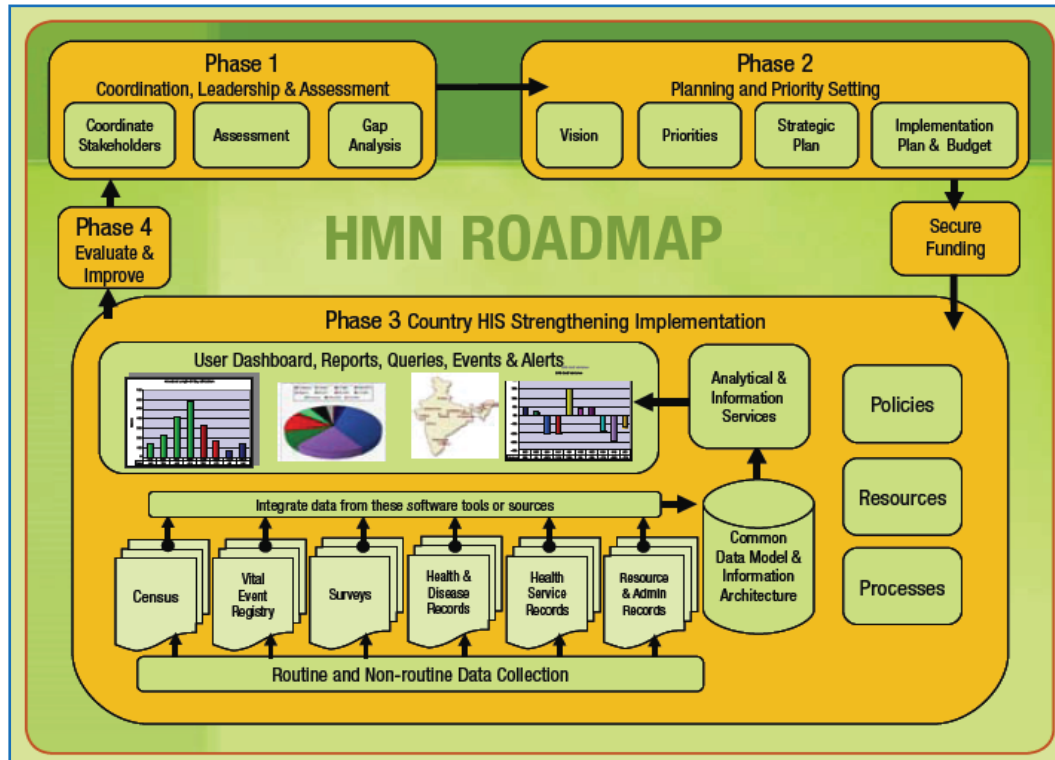 Phase 1
Coordination, Leadership & Assessment
Coordinate
Stakeholders
Assessment
Gap
Analysis
Phase 2
Planning and Priority Setting
Vision
Priorities
Strategic
Plan
Implementation
Plan & Budget
Phase 4
Evaluate &
Improve
HMN ROADMAP
Secure
Funding
Phase 3 Country HIS Strengthening Implementation
User Dashboard, Reports, Queries, Events & Alerts
Analytical &
Information
Services
Policies
Resources
Processes
Integrate data from these software tools or sources
Common
Data Model &
Information
Architecture
Census
Vital
Event
Registry
Surveys
Health &
Disease
Records
Health
Service
Records
Resource
& Admin
Records
Routine and Non-routine Data Collection